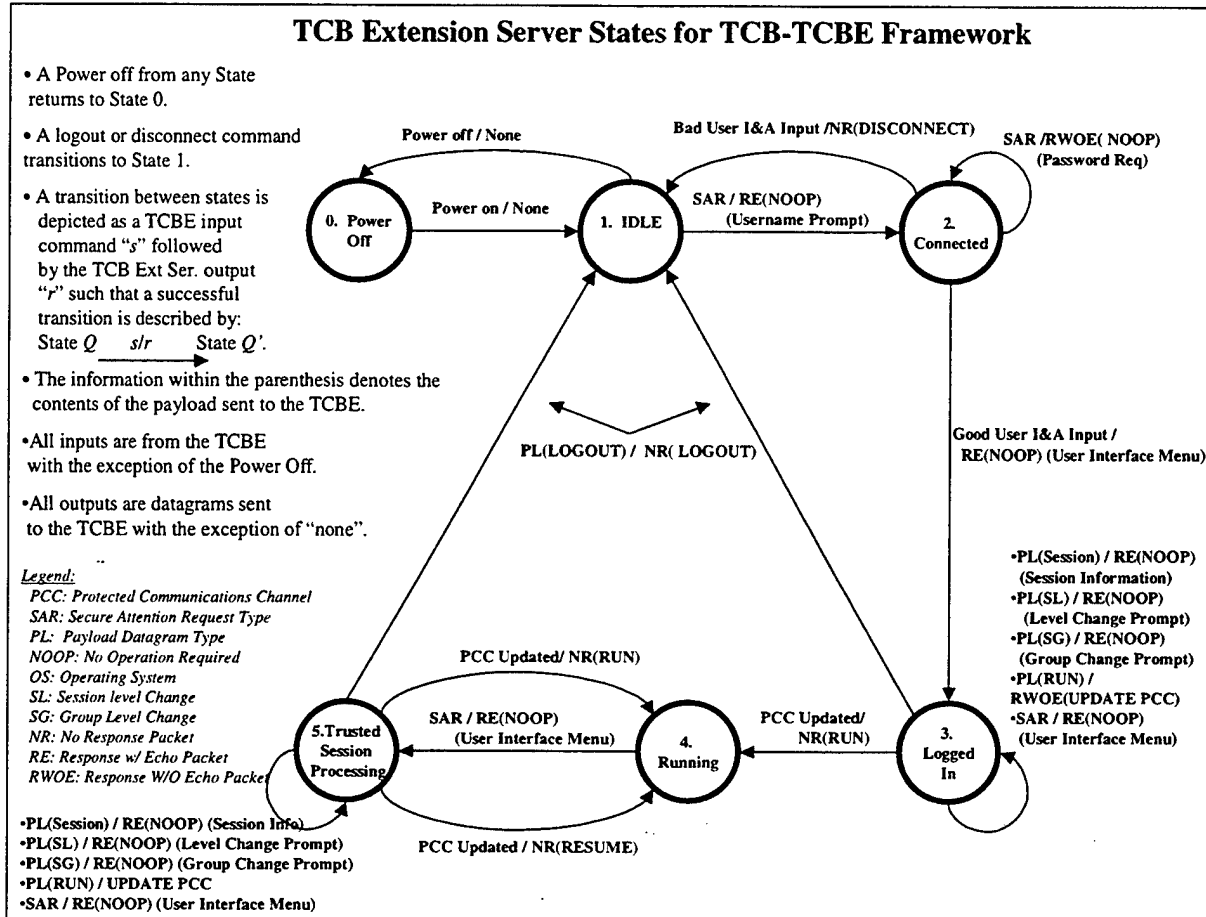 TCB Extension Server States for TCB-TCBE Framework
• A Power off from any State
returns to State 0.
• A logout or disconnect command
transitions to State 1.
• A transition between states is
depicted as a TCBE input
command “s” followed
by the TCB Ext Ser. output
“r” such that a successful
transition is described by:
State Q s/r State Q’.
• The information within the parenthesis denotes the
contents of the payload sent to the TCBE.
•All inputs are from the TCBE
with the exception of the Power Off.
•All outputs are datagrams sent
to the TCBE with the exception of “none”.
Legend:
PCC: Protected Communications Channel
SAR: Secure Attention Request Type
PL: Payload Datagram Type
NOOP: No Operation Required
OS: Operating System
SL: Session level Change
SG: Group Level Change
NR: No Response Packet
RE: Response w/ Echo Packet
RWOE: Response W/O Echo Packet
Power off / None
Bad User I&A Input /NR(DISCONNECT)
SAR /RWOE( NOOP)
(Password Req)
0. Power
Off
Power on / None
1. IDLE
SAR / RE(NOOP)
(Username Prompt)
2.
Connected
PL(LOGOUT) / NR( LOGOUT)
Good User I&A Input /
RE(NOOP) (User Interface Menu)
•PL(Session) / RE(NOOP)
(Session Information)
•PL(SL) / RE(NOOP)
(Level Change Prompt)
•PL(SG) / RE(NOOP)
(Group Change Prompt)
•PL(RUN) /
RWOE(UPDATE PCC)
•SAR / RE(NOOP)
(User Interface Menu)
PCC Updated/ NR(RUN)
5.Trusted
Session
Processing
SAR / RE(NOOP)
(User Interface Menu)
4.
Running
PCC Updated/
NR(RUN)
3.
Logged
In
PCC Updated / NR(RESUME)
•PL(Session) / RE(NOOP) (Session Info)
•PL(SL) / RE(NOOP) (Level Change Prompt)
•PL(SG) / RE(NOOP) (Group Change Prompt)
•PL(RUN) / UPDATE PCC
•SAR / RE(NOOP) (User Interface Menu)